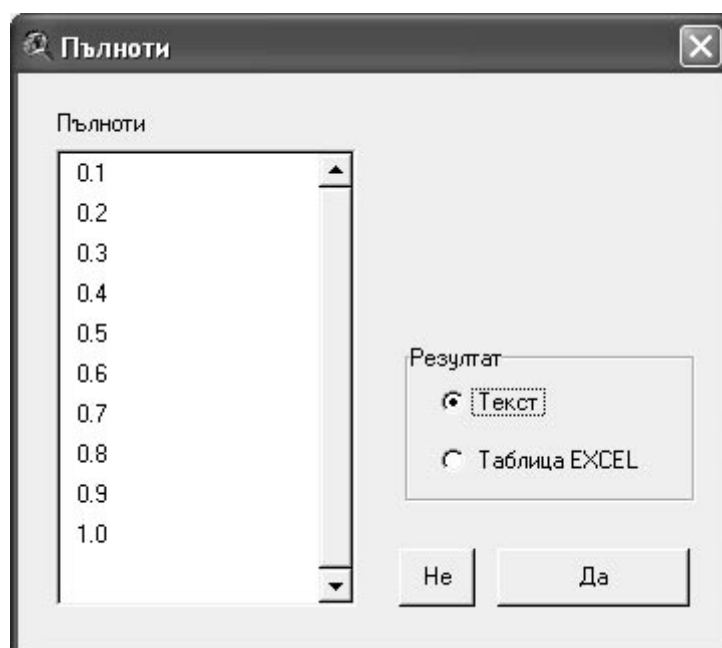 Пълноти
Пълноти
0.1
0.2
0.3
0.4
0.5
0.6
0.7
0.8
0.9
1.0
Резултат
Текст
Таблица EXCEL
Не
Да